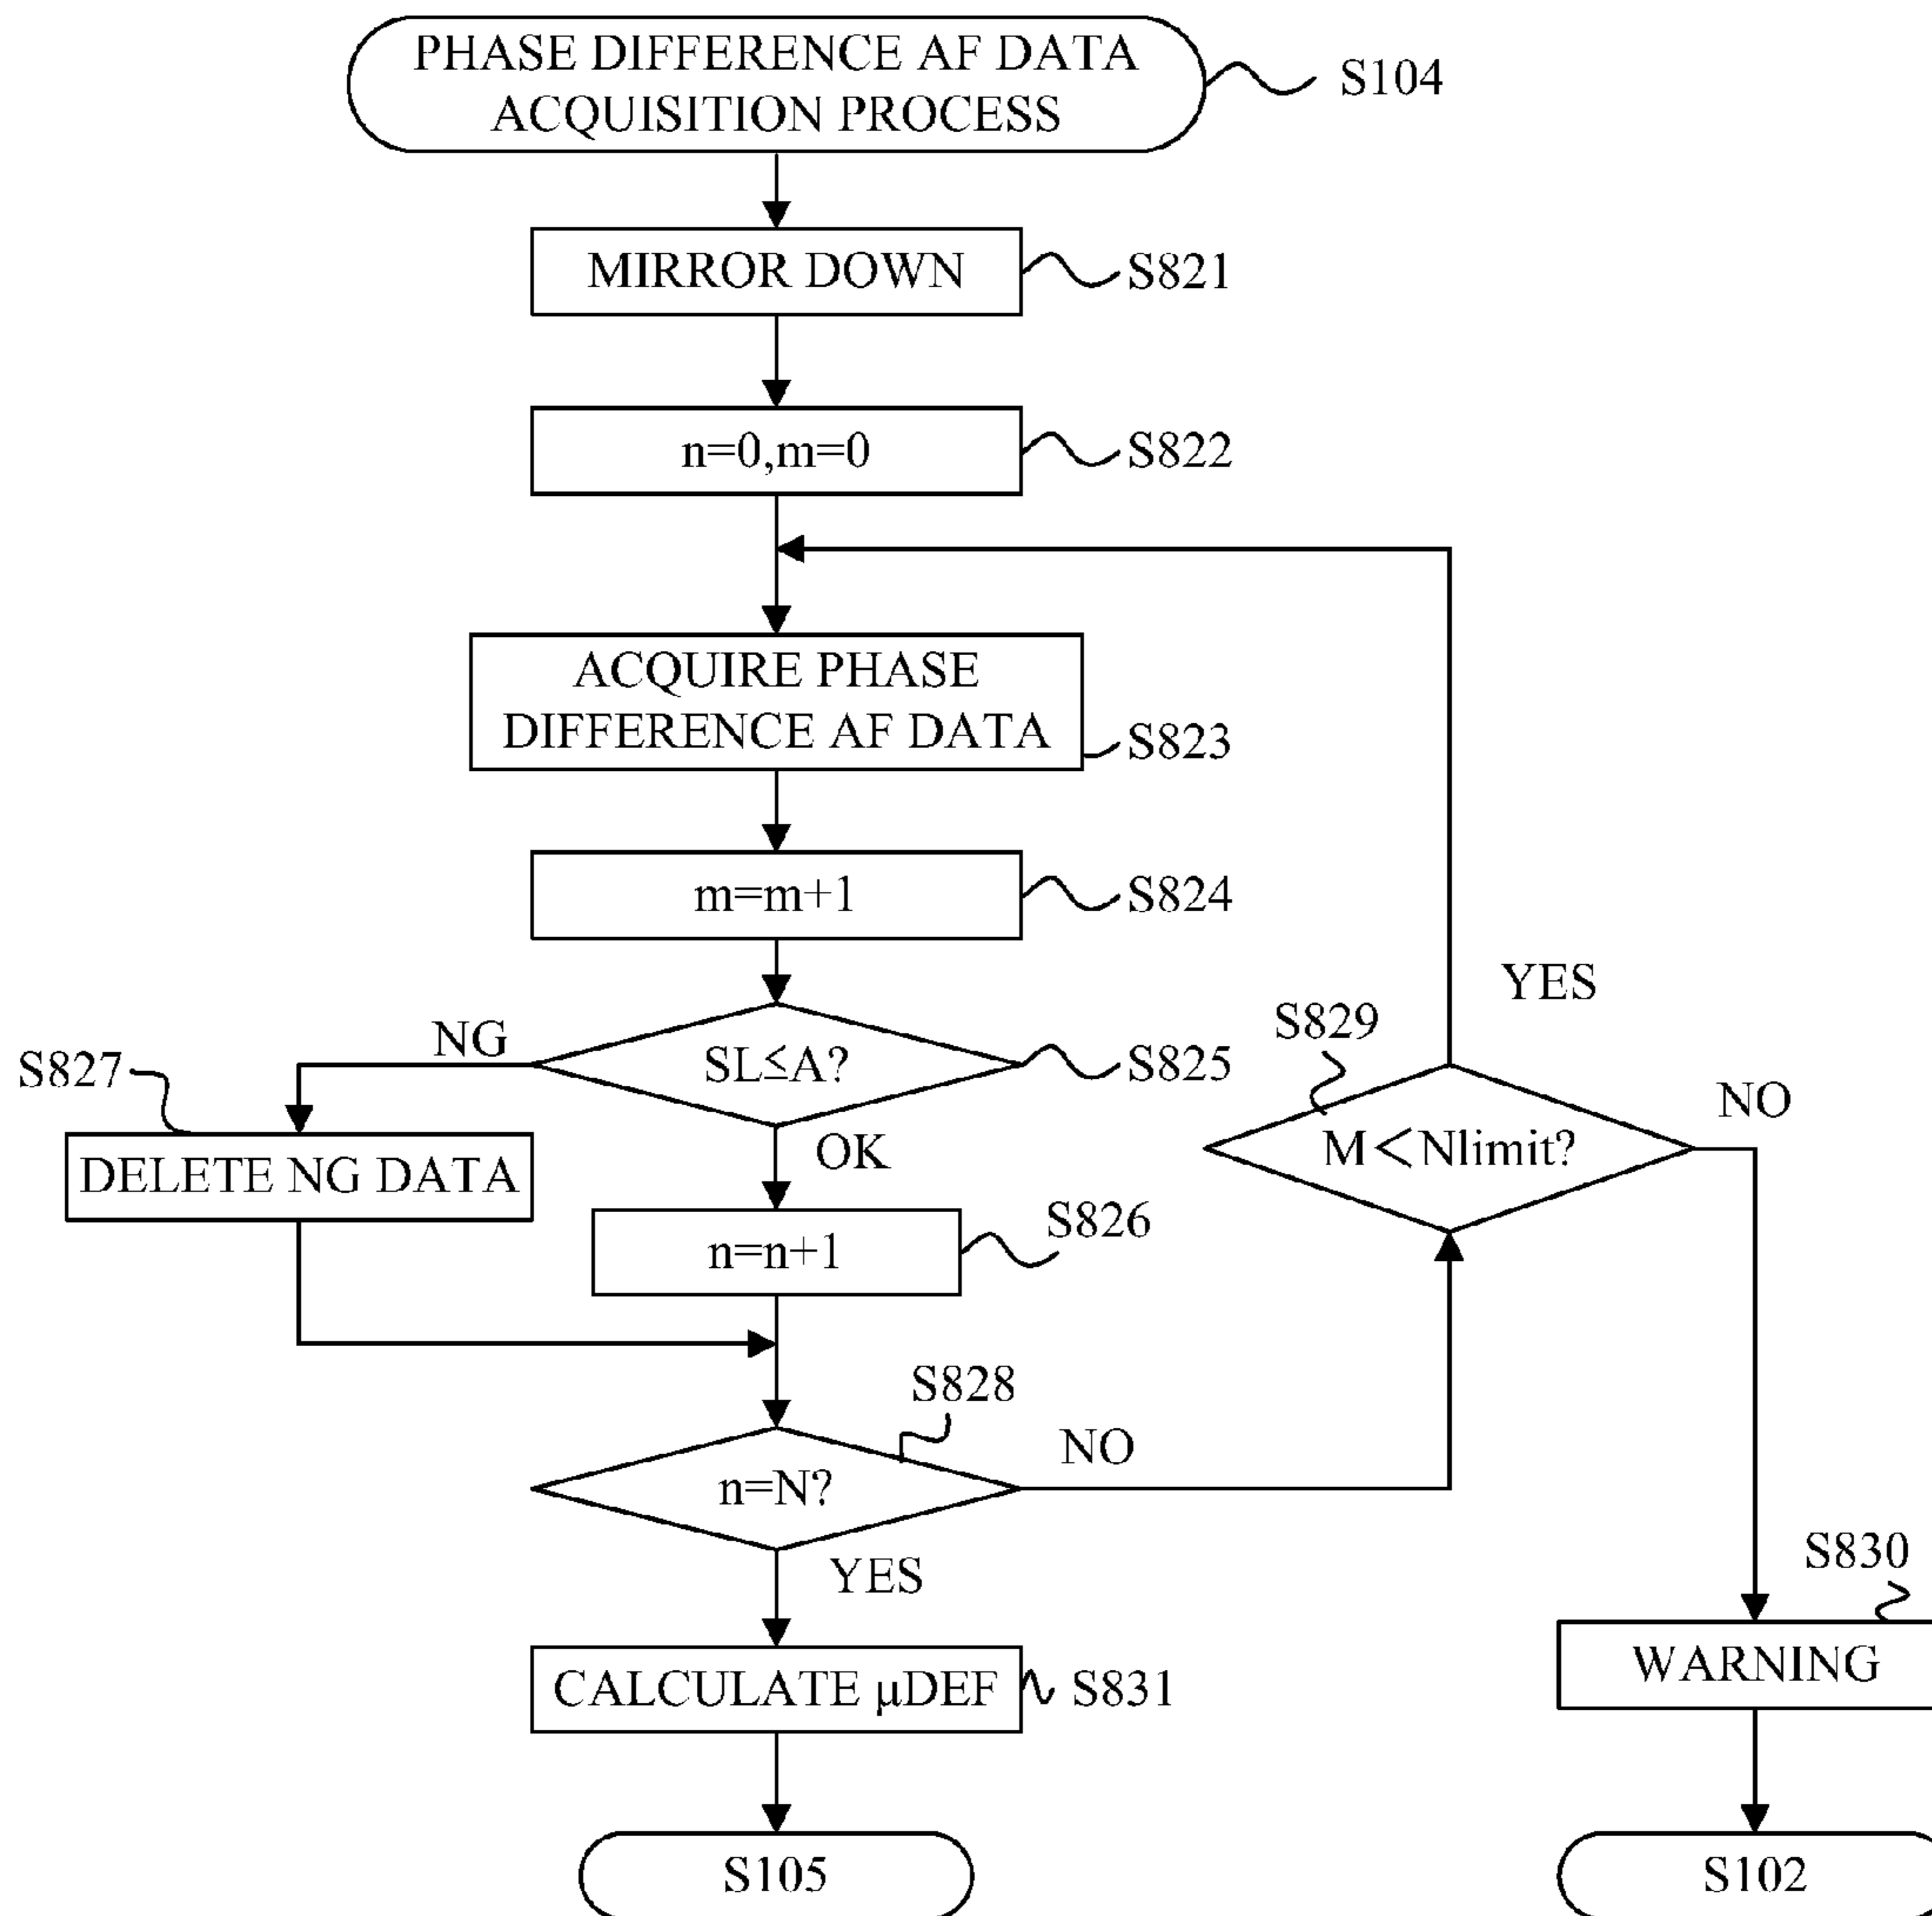 PHASE DIFFERENCE AF DATA
ACQUISITION PROCESS
S104
MIRROR DOWN
S821
n=0,m=0
S822
ACQUIRE PHASE
DIFFERENCE AF DATA
S823
m=m+1
S824
SL≤A?
S825
NG
OK
S827
DELETE NG DATA
n=n+1
S826
S828
n=N?
NO
YES
S829
M<Nlimit?
YES
NO
S830
WARNING
CALCULATE μDEF
S831
S105
S102